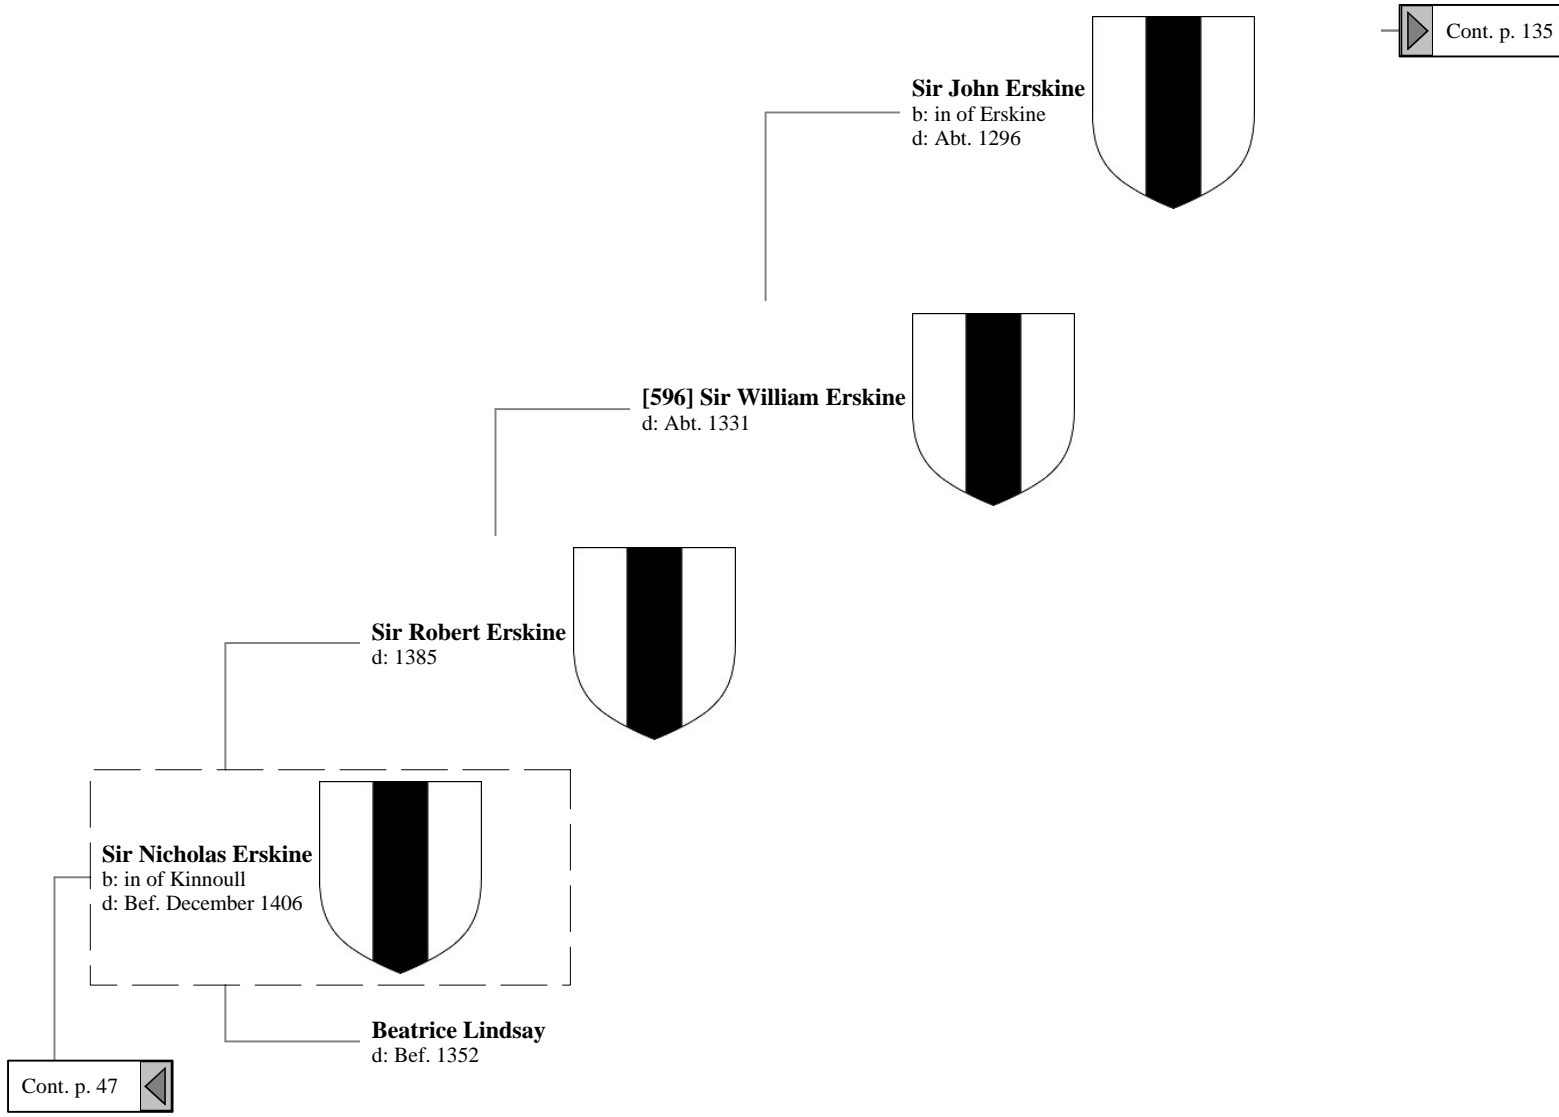 Cont. p. 135
Sir John Erskine
b: in of Erskine
d: Abt. 1296
[596] Sir William Erskine
d: Abt. 1331
Sir Robert Erskine
d: 1385
Sir Nicholas Erskine
b: in of Kinnoull
d: Bef. December 1406
Beatrice Lindsay
d: Bef. 1352
Cont. p. 47